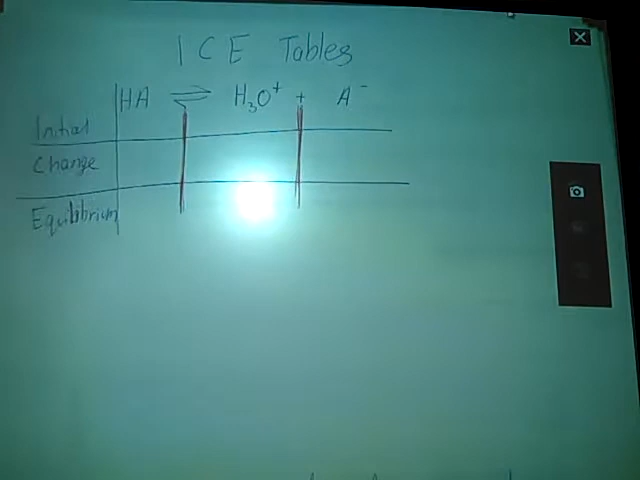 ICE Tables
HA ⇌ H₃O⁺ + A⁻
Initial
Change
Equilibrium